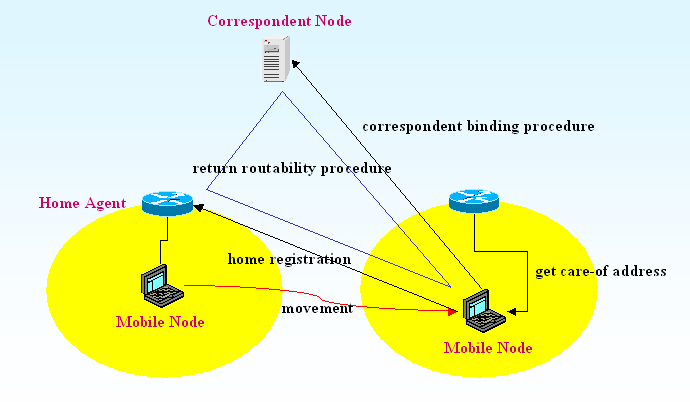 Correspondent Node
correspondent binding procedure
return routability procedure
Home Agent
home registration
get care-of address
movement
Mobile Node
Mobile Node